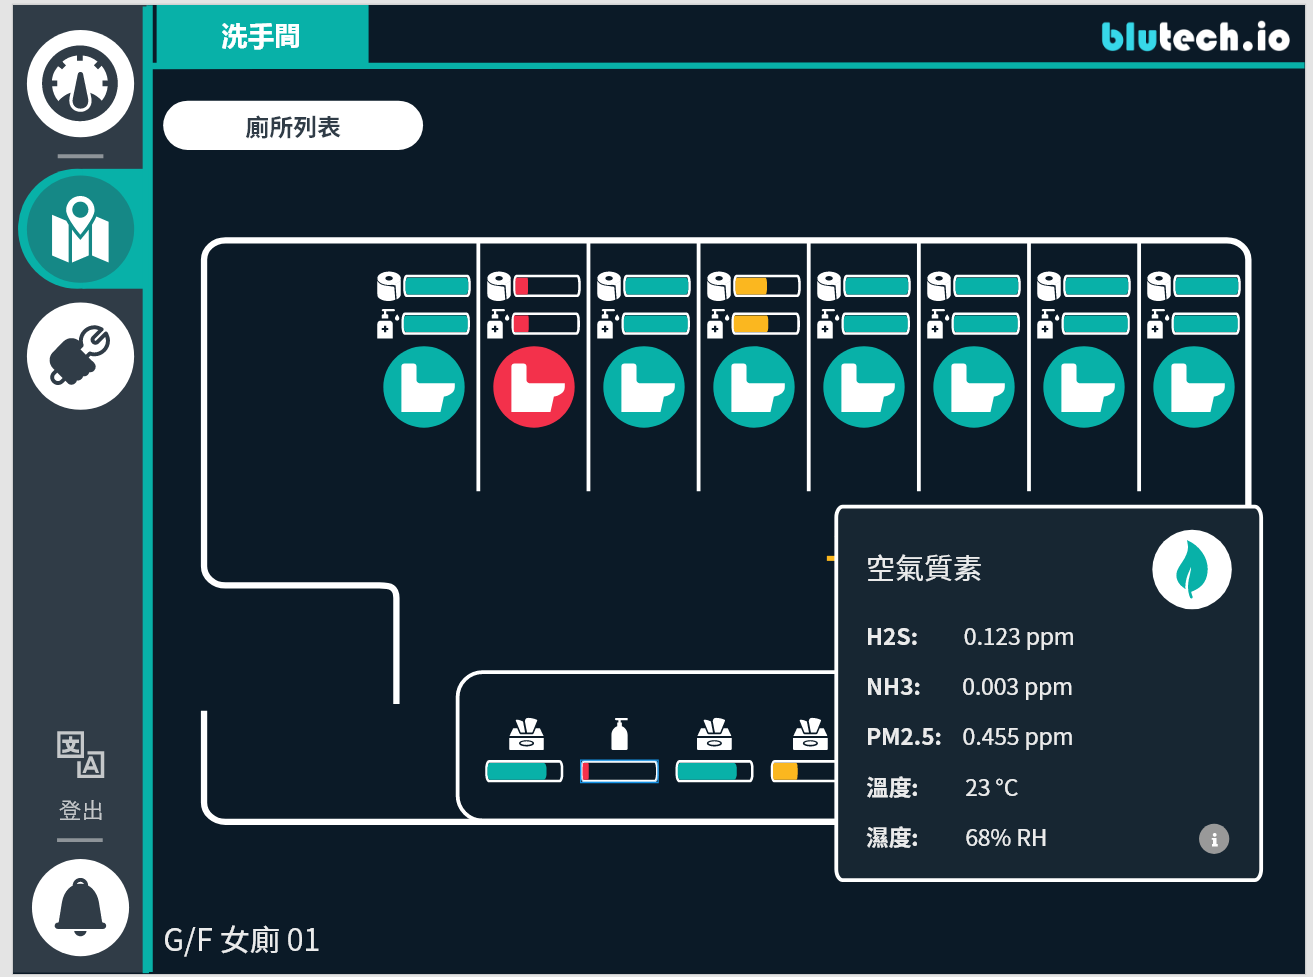 洗手間
blutech.io
廁所列表
空氣質素
H2S: 0.123 ppm
NH3: 0.003 ppm
PM2.5: 0.455 ppm
溫度: 23 °C
濕度: 68% RH
i
文
A
登出
G/F 女廁 01